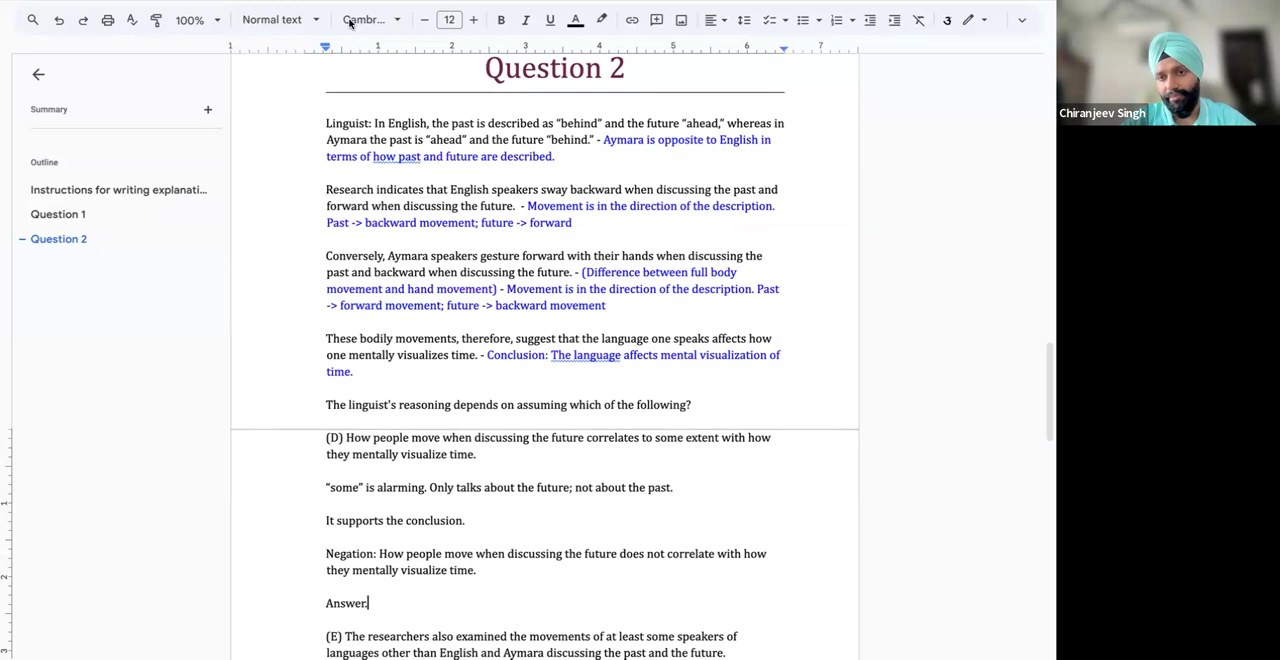 100%
Normal text
Cambr...
12
1 1 2 3 4 5 6 7
Question 2
Summary
Outline
Instructions for writing explanati...
Question 1
Question 2
Linguist: In English, the past is described as “behind” and the future “ahead,” whereas in
Aymara the past is “ahead” and the future “behind.” - Aymara is opposite to English in
terms of how past and future are described.
Research indicates that English speakers sway backward when discussing the past and
forward when discussing the future. - Movement is in the direction of the description.
Past -> backward movement; future -> forward
Conversely, Aymara speakers gesture forward with their hands when discussing the
past and backward when discussing the future. - (Difference between full body
movement and hand movement) - Movement is in the direction of the description. Past
-> forward movement; future -> backward movement
These bodily movements, therefore, suggest that the language one speaks affects how
one mentally visualizes time. - Conclusion: The language affects mental visualization of
time.
The linguist's reasoning depends on assuming which of the following?
(D) How people move when discussing the future correlates to some extent with how
they mentally visualize time.
“some” is alarming. Only talks about the future; not about the past.
It supports the conclusion.
Negation: How people move when discussing the future does not correlate with how
they mentally visualize time.
Answer.
(E) The researchers also examined the movements of at least some speakers of
languages other than English and Aymara discussing the past and the future.
1
2
3
Chiranjeev Singh